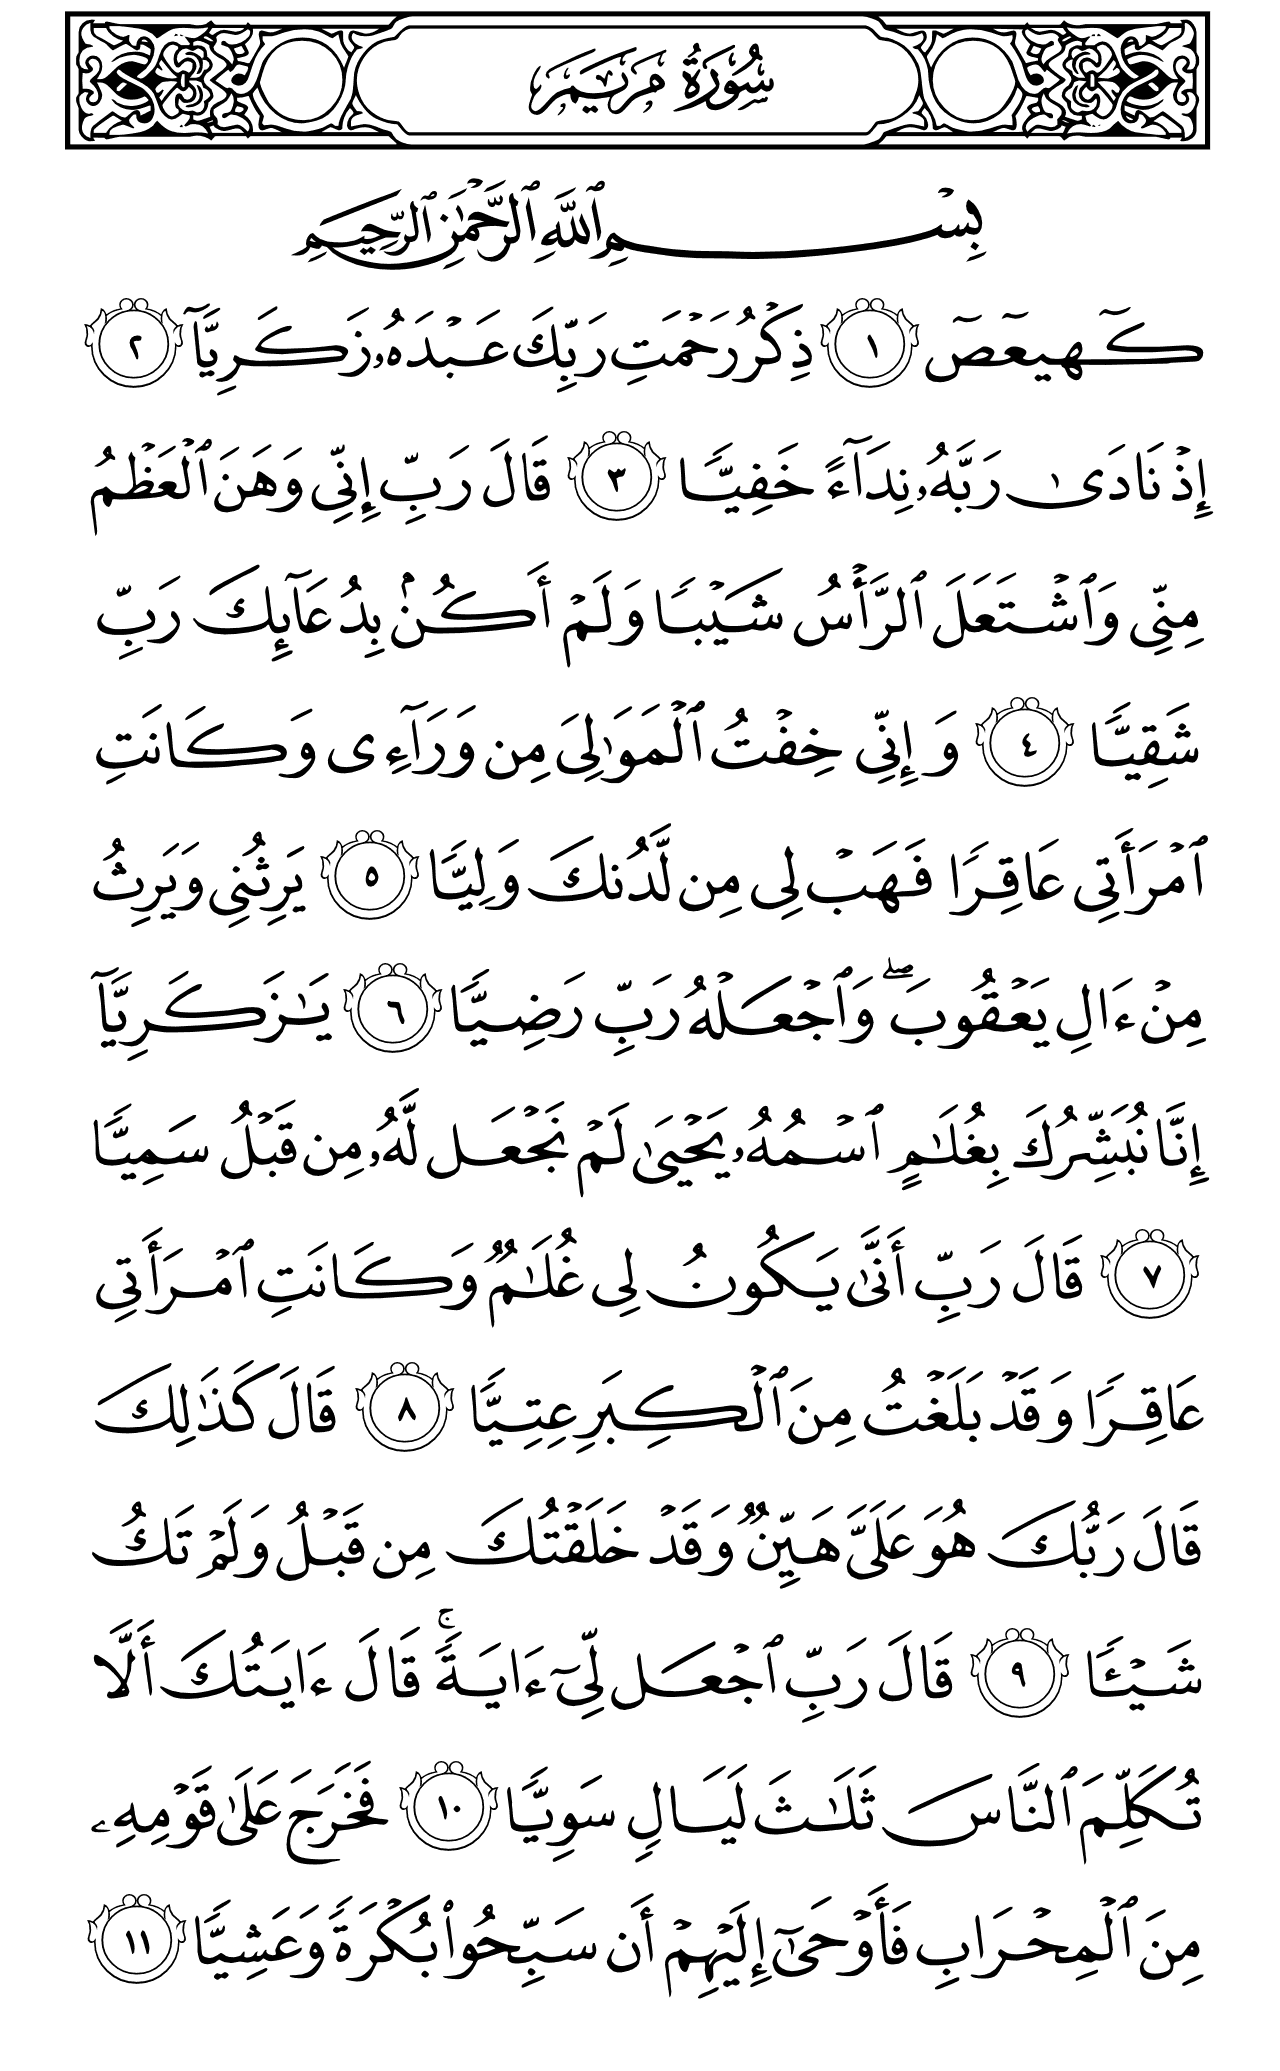 سُورَةُ مَرْيَمَ
بِسْمِ ٱللَّهِ ٱلرَّحْمَٰنِ ٱلرَّحِيمِ
كٓهيعٓصٓ ١ ذِكْرُ رَحْمَتِ رَبِّكَ عَبْدَهُۥ زَكَرِيَّآ ٢
إِذْ نَادَىٰ رَبَّهُۥ نِدَآءً خَفِيًّا ٣ قَالَ رَبِّ إِنِّى وَهَنَ ٱلْعَظْمُ
مِنِّى وَٱشْتَعَلَ ٱلرَّأْسُ شَيْبًا وَلَمْ أَكُنۢ بِدُعَآئِكَ رَبِّ
شَقِيًّا ٤ وَإِنِّى خِفْتُ ٱلْمَوَٰلِىَ مِن وَرَآءِى وَكَانَتِ
ٱمْرَأَتِى عَاقِرًا فَهَبْ لِى مِن لَّدُنكَ وَلِيًّا ٥ يَرِثُنِى وَيَرِثُ
مِنْ ءَالِ يَعْقُوبَ ۖ وَٱجْعَلْهُ رَبِّ رَضِيًّا ٦ يَٰزَكَرِيَّآ
إِنَّا نُبَشِّرُكَ بِغُلَٰمٍ ٱسْمُهُۥ يَحْيَىٰ لَمْ نَجْعَل لَّهُۥ مِن قَبْلُ سَمِيًّا
٧ قَالَ رَبِّ أَنَّىٰ يَكُونُ لِى غُلَٰمٌ وَكَانَتِ ٱمْرَأَتِى
عَاقِرًا وَقَدْ بَلَغْتُ مِنَ ٱلْكِبَرِ عِتِيًّا ٨ قَالَ كَذَٰلِكَ
قَالَ رَبُّكَ هُوَ عَلَىَّ هَيِّنٌ وَقَدْ خَلَقْتُكَ مِن قَبْلُ وَلَمْ تَكُ
شَيْـًٔا ٩ قَالَ رَبِّ ٱجْعَل لِّىٓ ءَايَةً ۚ قَالَ ءَايَتُكَ أَلَّا
تُكَلِّمَ ٱلنَّاسَ ثَلَٰثَ لَيَالٍ سَوِيًّا ١٠ فَخَرَجَ عَلَىٰ قَوْمِهِۦ
مِنَ ٱلْمِحْرَابِ فَأَوْحَىٰٓ إِلَيْهِمْ أَن سَبِّحُوا۟ بُكْرَةً وَعَشِيًّا ١١